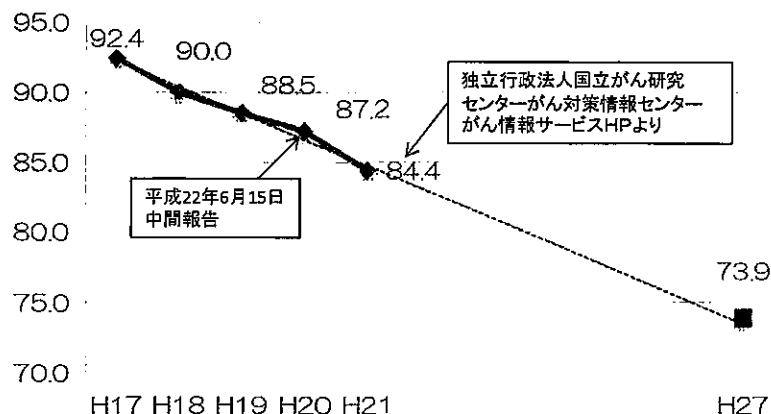 95.0
92.4
90.0
88.5
87.2
84.4
独立行政法人国立がん研究
センターがん対策情報センター
がん情報サービスHPより
90.0
85.0
平成22年6月15日
中間報告
80.0
73.9
75.0
70.0
H17 H18 H19 H20 H21 H27